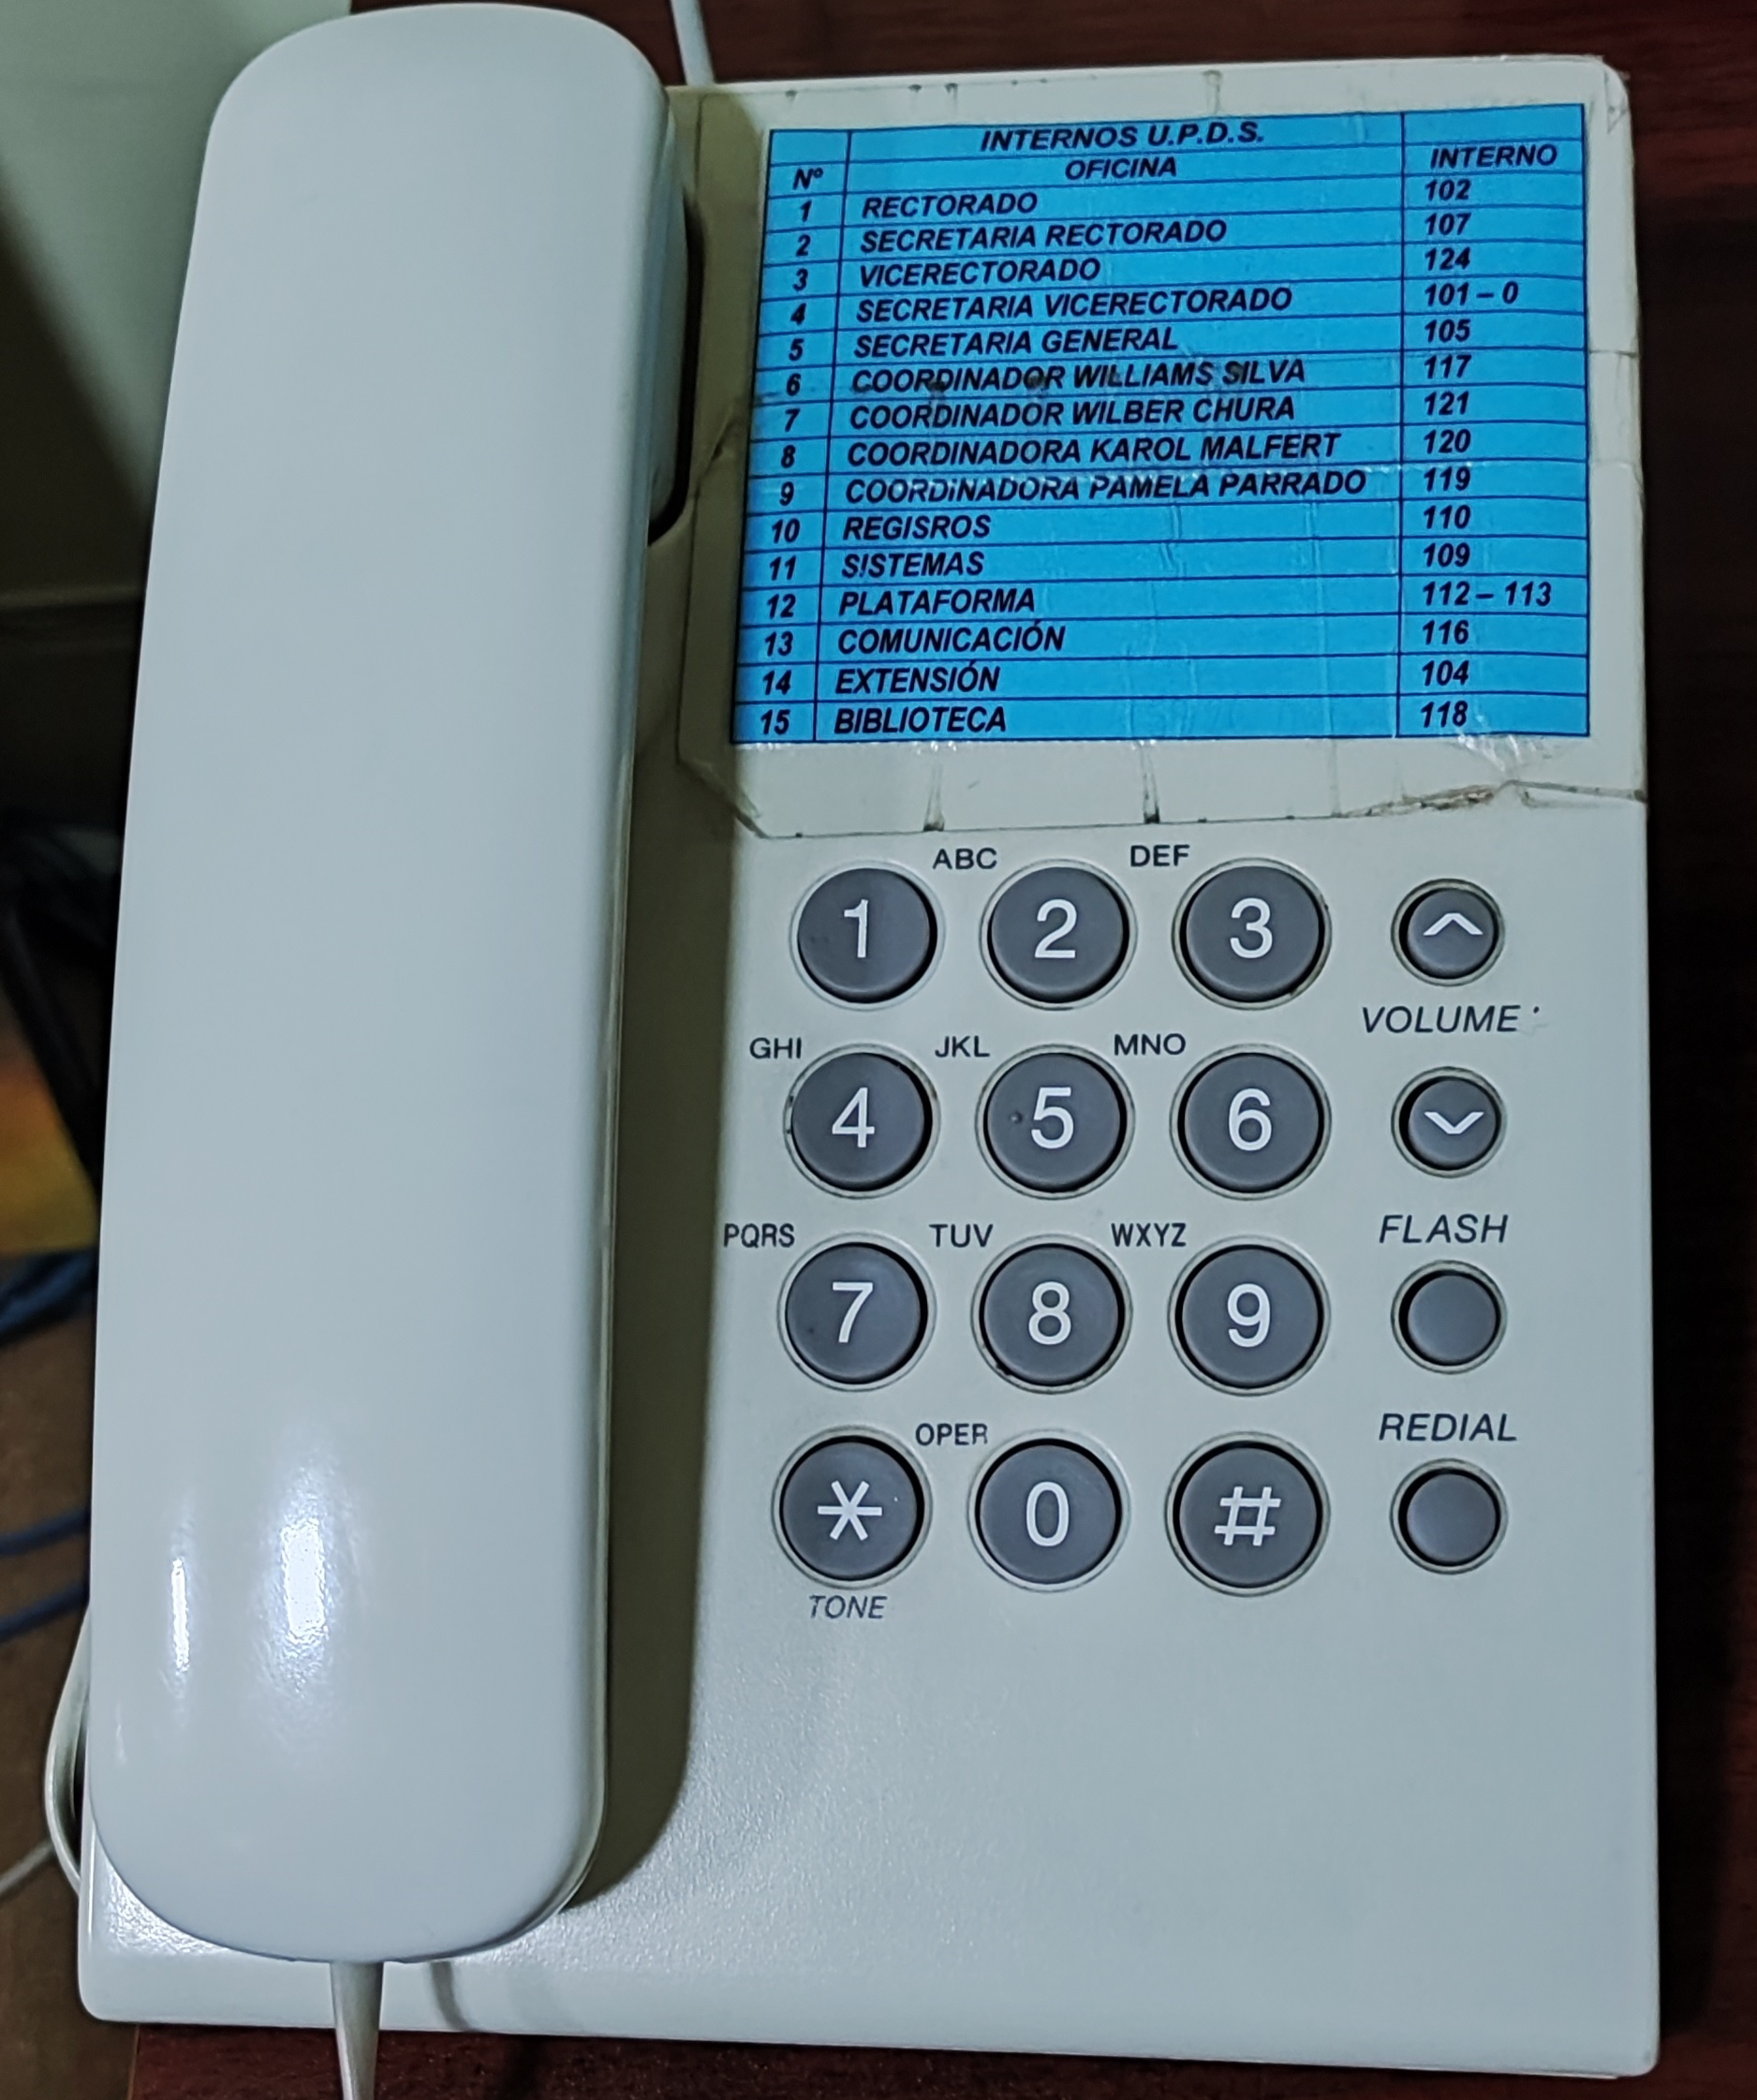 INTERNOS U.P.D.S.
Nº OFICINA INTERNO
1 RECTORADO 102
2 SECRETARIA RECTORADO 107
3 VICERECTORADO 124
4 SECRETARIA VICERECTORADO 101 – 0
5 SECRETARIA GENERAL 105
6 COORDINADOR WILLIAMS SILVA 117
7 COORDINADOR WILBER CHURA 121
8 COORDINADORA KAROL MALFERT 120
9 COORDINADORA PAMELA PARRADO 119
10 REGISROS 110
11 SISTEMAS 109
12 PLATAFORMA 112 – 113
13 COMUNICACIÓN 116
14 EXTENSIÓN 104
15 BIBLIOTECA 118
ABC DEF
1 2 3
VOLUME
GHI JKL MNO
4 5 6
PQRS TUV WXYZ FLASH
7 8 9
OPER REDIAL
* 0 #
TONE